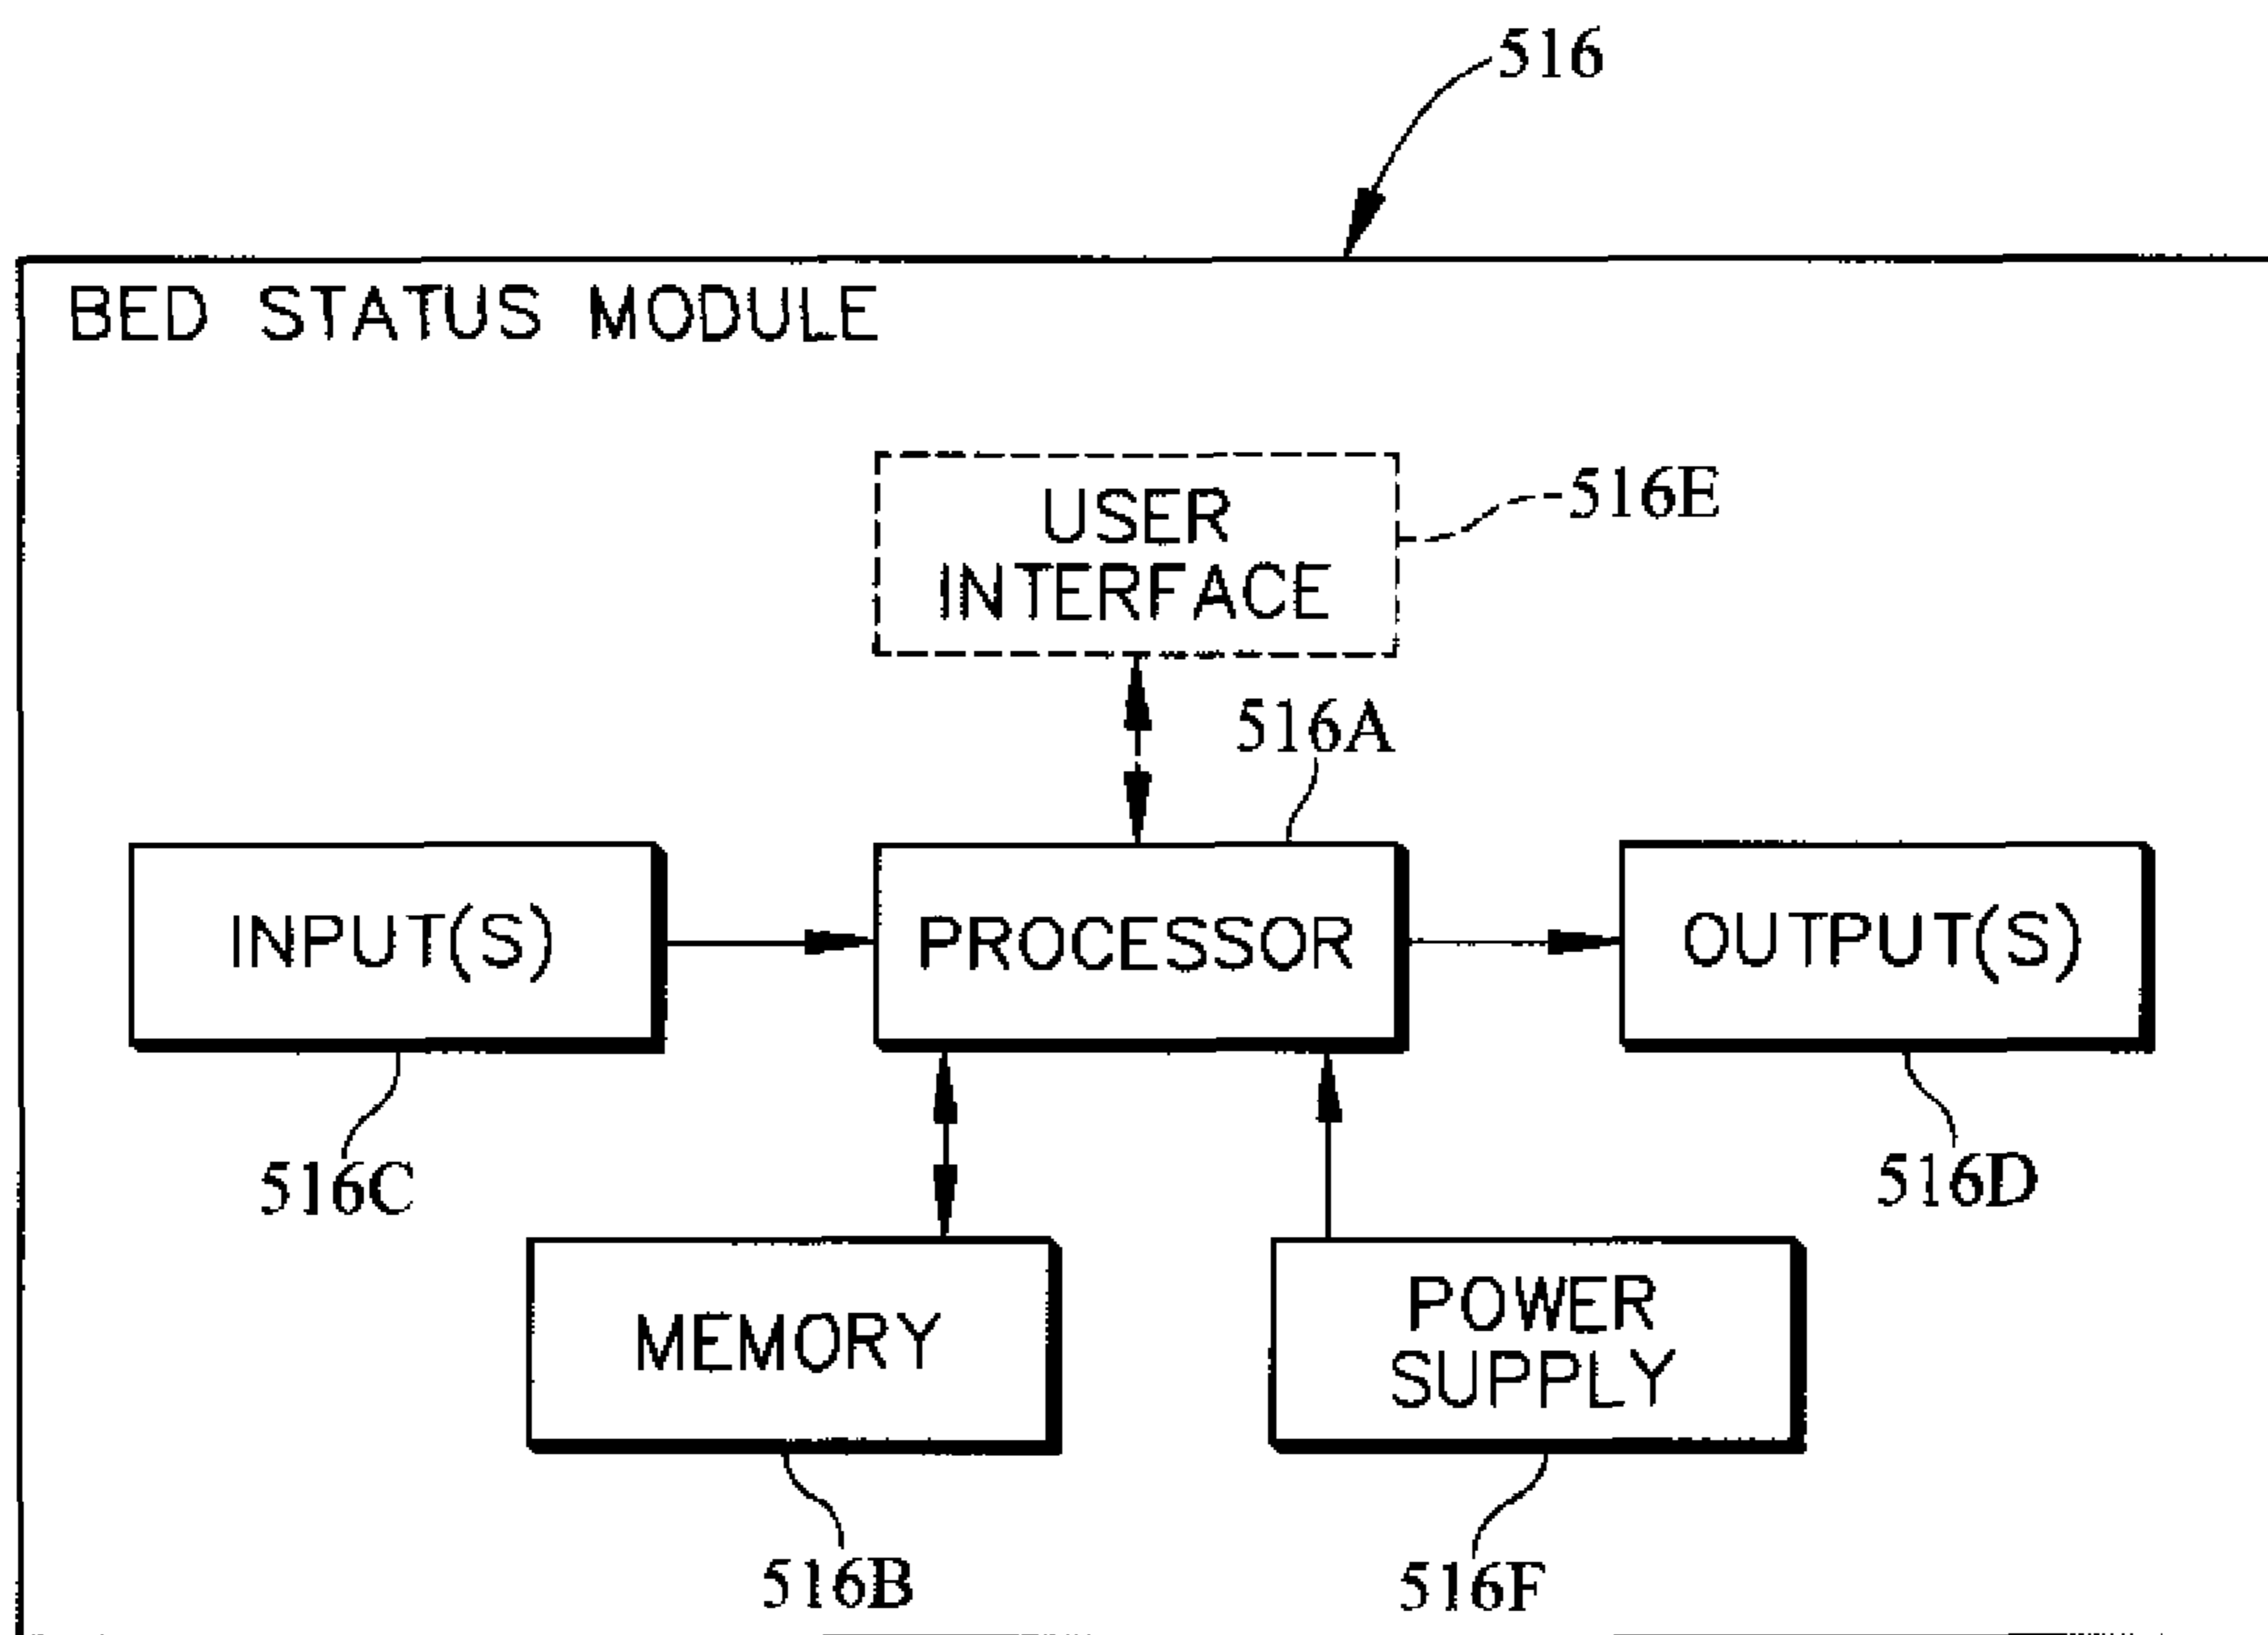 516
BED STATUS MODULE
USER
INTERFACE
516E
516A
INPUT(S)
PROCESSOR
OUTPUT(S)
516C
516D
MEMORY
POWER
SUPPLY
516B
516F